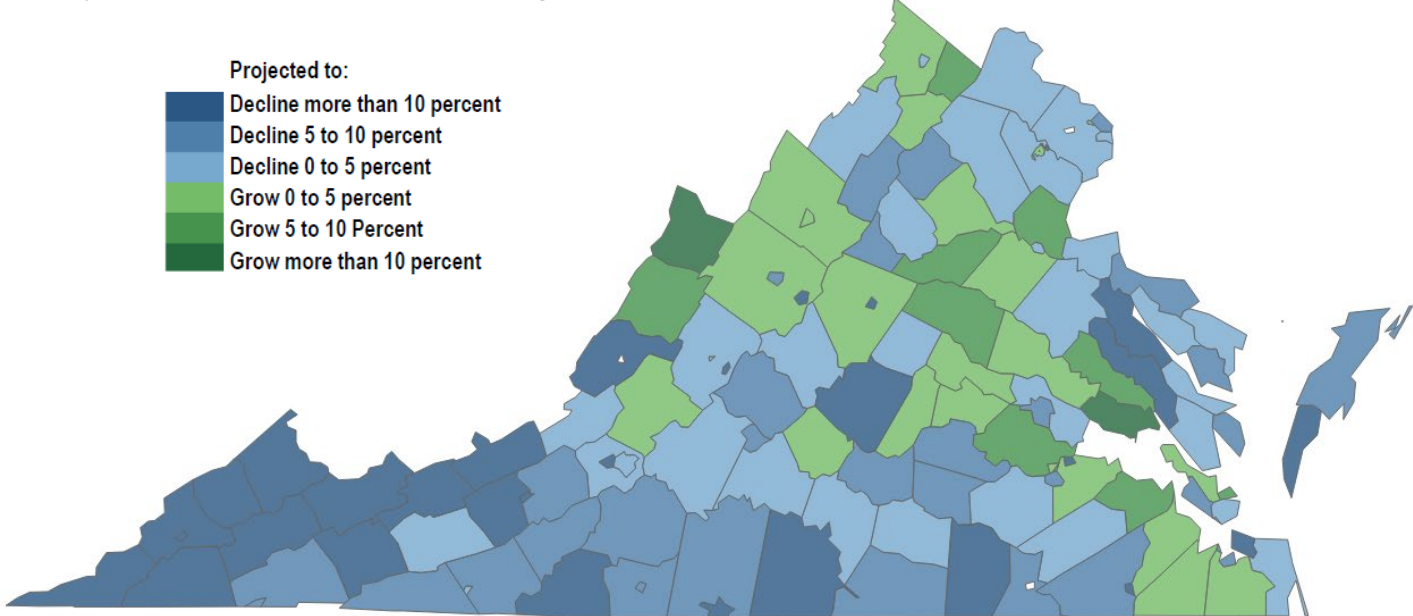 Projected to:
Decline more than 10 percent
Decline 5 to 10 percent
Decline 0 to 5 percent
Grow 0 to 5 percent
Grow 5 to 10 Percent
Grow more than 10 percent